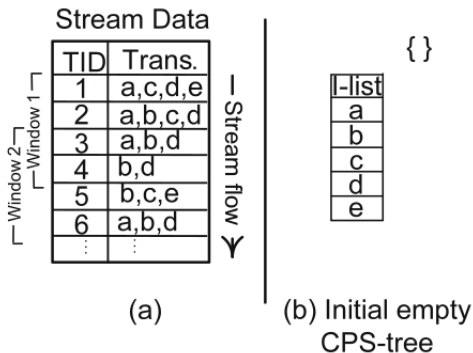 Stream Data
TID Trans.
1 a,c,d,e
2 a,b,c,d
3 a,b,d
4 b,d
5 b,c,e
6 a,b,d
⋮ ⋮
Window 1
Window 2
Stream flow
(a)
{ }
I-list
a
b
c
d
e
(b) Initial empty
CPS-tree